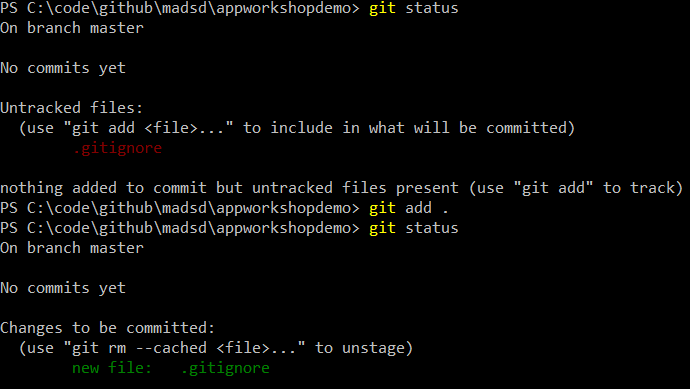 PS C:\code\github\madsd\appworkshopdemo> git status
On branch master
No commits yet
Untracked files:
  (use "git add <file>..." to include in what will be committed)
        .gitignore
nothing added to commit but untracked files present (use "git add" to track)
PS C:\code\github\madsd\appworkshopdemo> git add .
PS C:\code\github\madsd\appworkshopdemo> git status
On branch master
No commits yet
Changes to be committed:
  (use "git rm --cached <file>..." to unstage)
        new file:   .gitignore